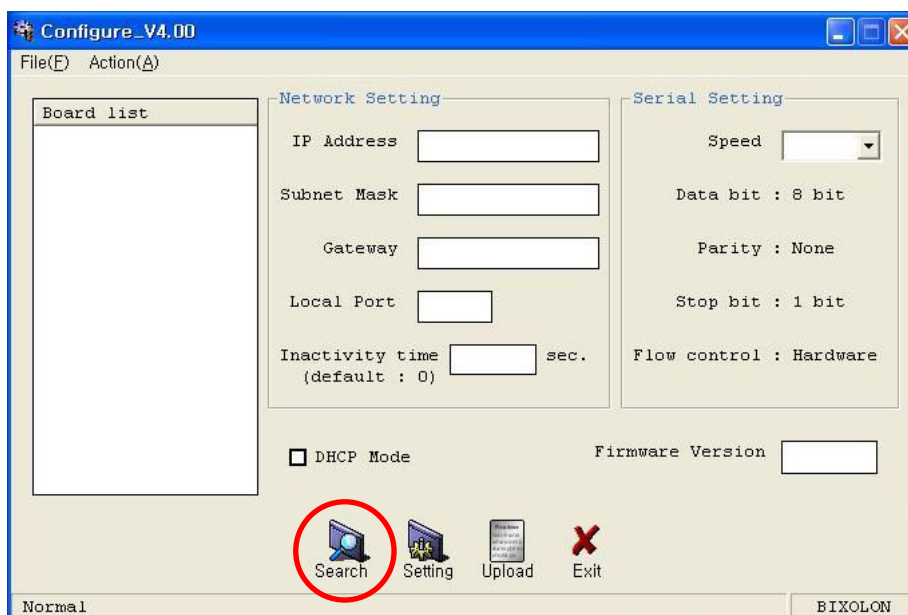 Configure_V4.00
File(F) Action(A)
Board list
Network Setting
IP Address
Subnet Mask
Gateway
Local Port
Inactivity time sec.
(default : 0)
Serial Setting
Speed
Data bit : 8 bit
Parity : None
Stop bit : 1 bit
Flow control : Hardware
DHCP Mode
Firmware Version
Search
Setting
Upload
Exit
Normal
BIXOLON